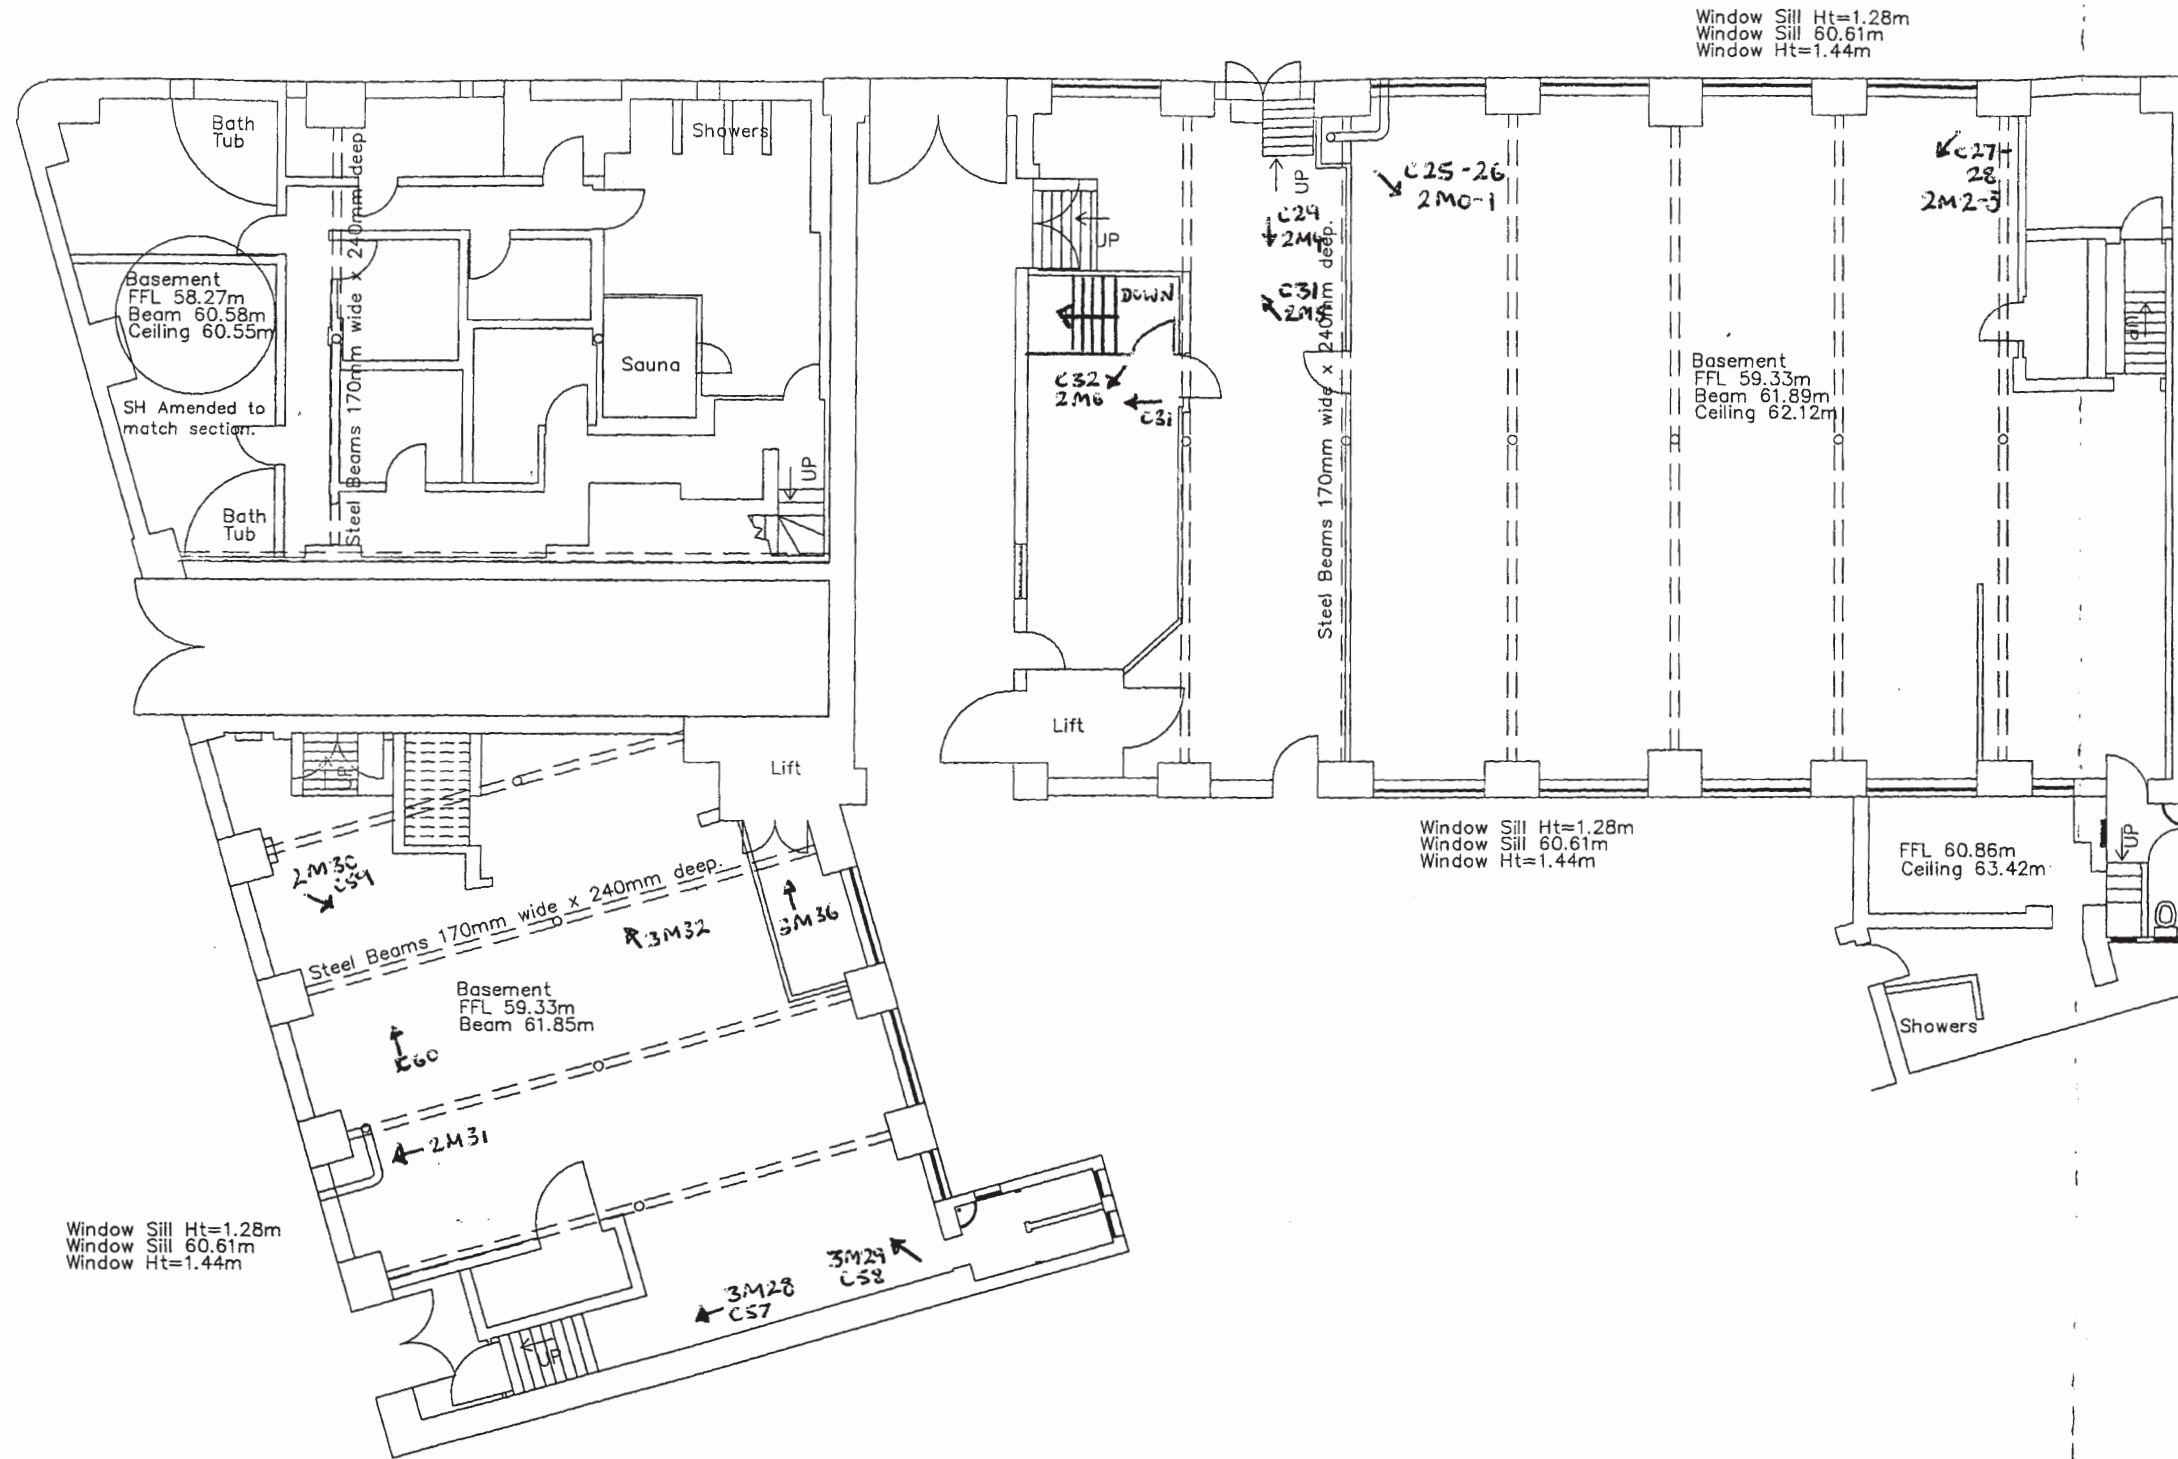 Window Sill Ht=1.28m
Window Sill 60.61m
Window Ht=1.44m
Bath
Tub
Showers
Steel Beams 170mm wide x 240mm deep
Basement
FFL 58.27m
Beam 60.58m
Ceiling 60.55m
SH Amended to
match section.
Sauna
Bath
Tub
UP
UP
UP
DOWN
C32
2M6
C31
C29
2M4
C31
2M5
Steel Beams 170mm wide x 240mm deep.
C25-26
2M0-1
C27-
28
2M2-3
Basement
FFL 59.33m
Beam 61.89m
Ceiling 62.12m
UP
Lift
Lift
UP
Window Sill Ht=1.28m
Window Sill 60.61m
Window Ht=1.44m
FFL 60.86m
Ceiling 63.42m
UP
Showers
2M30
C59
Steel Beams 170mm wide x 240mm deep.
3M32
3M36
Basement
FFL 59.33m
Beam 61.85m
C60
2M31
Window Sill Ht=1.28m
Window Sill 60.61m
Window Ht=1.44m
3M29
C58
3M28
C57
UP